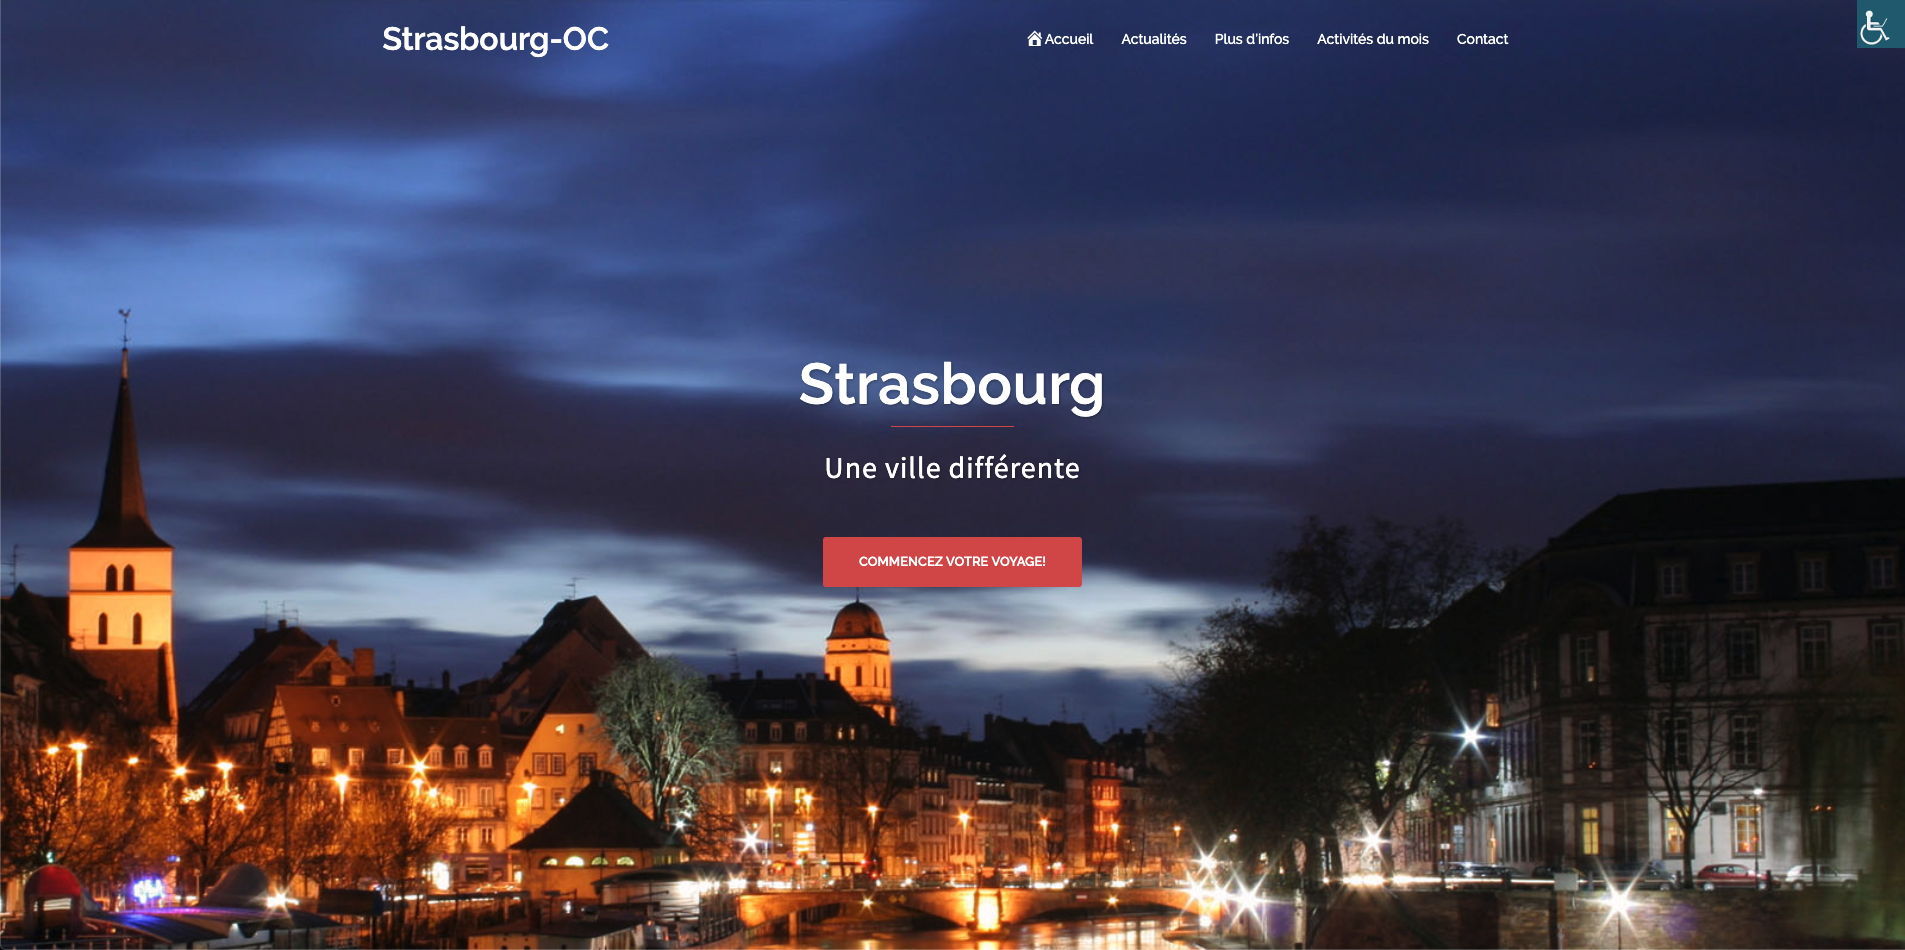 Strasbourg-OC
Accueil
Actualités
Plus d'infos
Activités du mois
Contact
Strasbourg
Une ville différente
COMMENCEZ VOTRE VOYAGE!